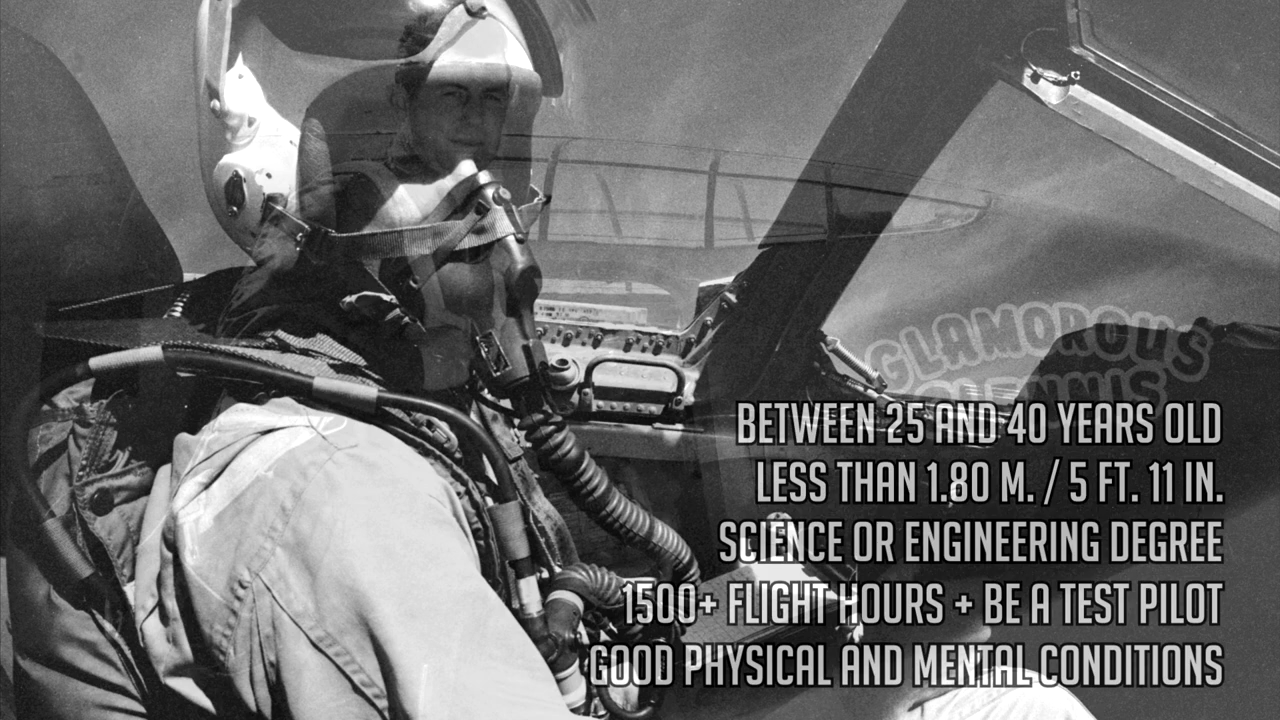 GLAMOROUS
GLENNIS
BETWEEN 25 AND 40 YEARS OLD
LESS THAN 1.80 M. / 5 FT. 11 IN.
SCIENCE OR ENGINEERING DEGREE
1500+ FLIGHT HOURS + BE A TEST PILOT
GOOD PHYSICAL AND MENTAL CONDITIONS